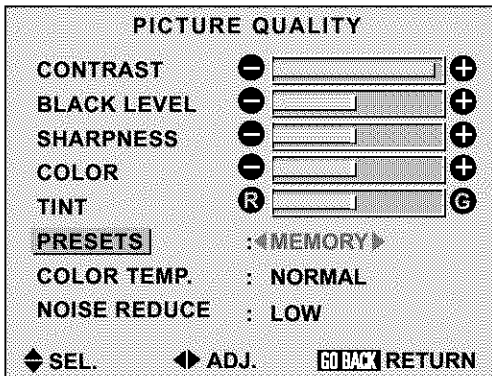 PICTURE QUALITY
CONTRAST
BLACK LEVEL
SHARPNESS
COLOR
TINT R G
PRESETS : MEMORY
COLOR TEMP. : NORMAL
NOISE REDUCE : LOW
SEL. ADJ. GO BACK RETURN